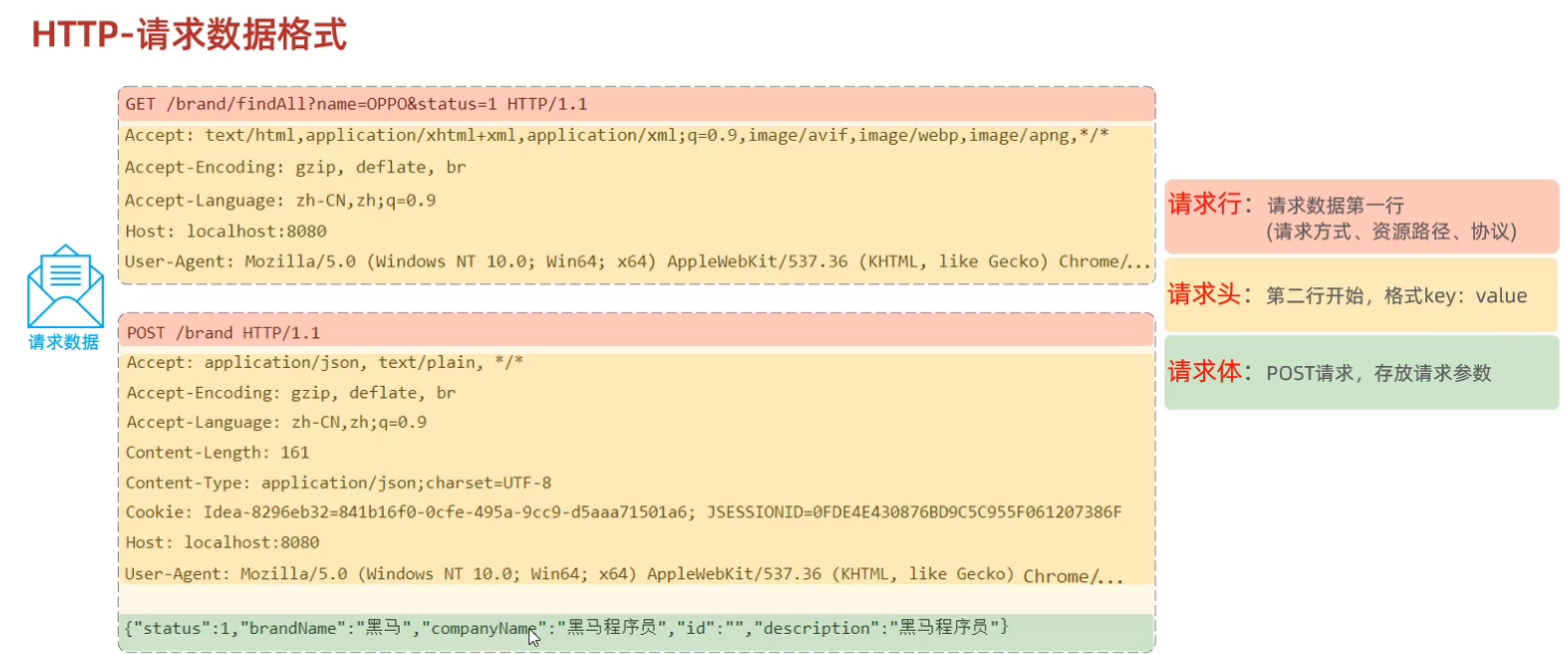 HTTP-请求数据格式
GET /brand/findAll?name=OPPO&status=1 HTTP/1.1
Accept: text/html,application/xhtml+xml,application/xml;q=0.9,image/avif,image/webp,image/apng,*/*
Accept-Encoding: gzip, deflate, br
Accept-Language: zh-CN,zh;q=0.9
Host: localhost:8080
User-Agent: Mozilla/5.0 (Windows NT 10.0; Win64; x64) AppleWebKit/537.36 (KHTML, like Gecko) Chrome/...
请求数据
POST /brand HTTP/1.1
Accept: application/json, text/plain, */*
Accept-Encoding: gzip, deflate, br
Accept-Language: zh-CN,zh;q=0.9
Content-Length: 161
Content-Type: application/json;charset=UTF-8
Cookie: Idea-8296eb32=841b16f0-0cfe-495a-9cc9-d5aaa71501a6; JSESSIONID=0FDE4E430876BD9C5C955F061207386F
Host: localhost:8080
User-Agent: Mozilla/5.0 (Windows NT 10.0; Win64; x64) AppleWebKit/537.36 (KHTML, like Gecko) Chrome/...
{"status":1,"brandName":"黑马","companyName":"黑马程序员","id":"","description":"黑马程序员"}
请求行：请求数据第一行
(请求方式、资源路径、协议)
请求头：第二行开始，格式key：value
请求体：POST请求，存放请求参数